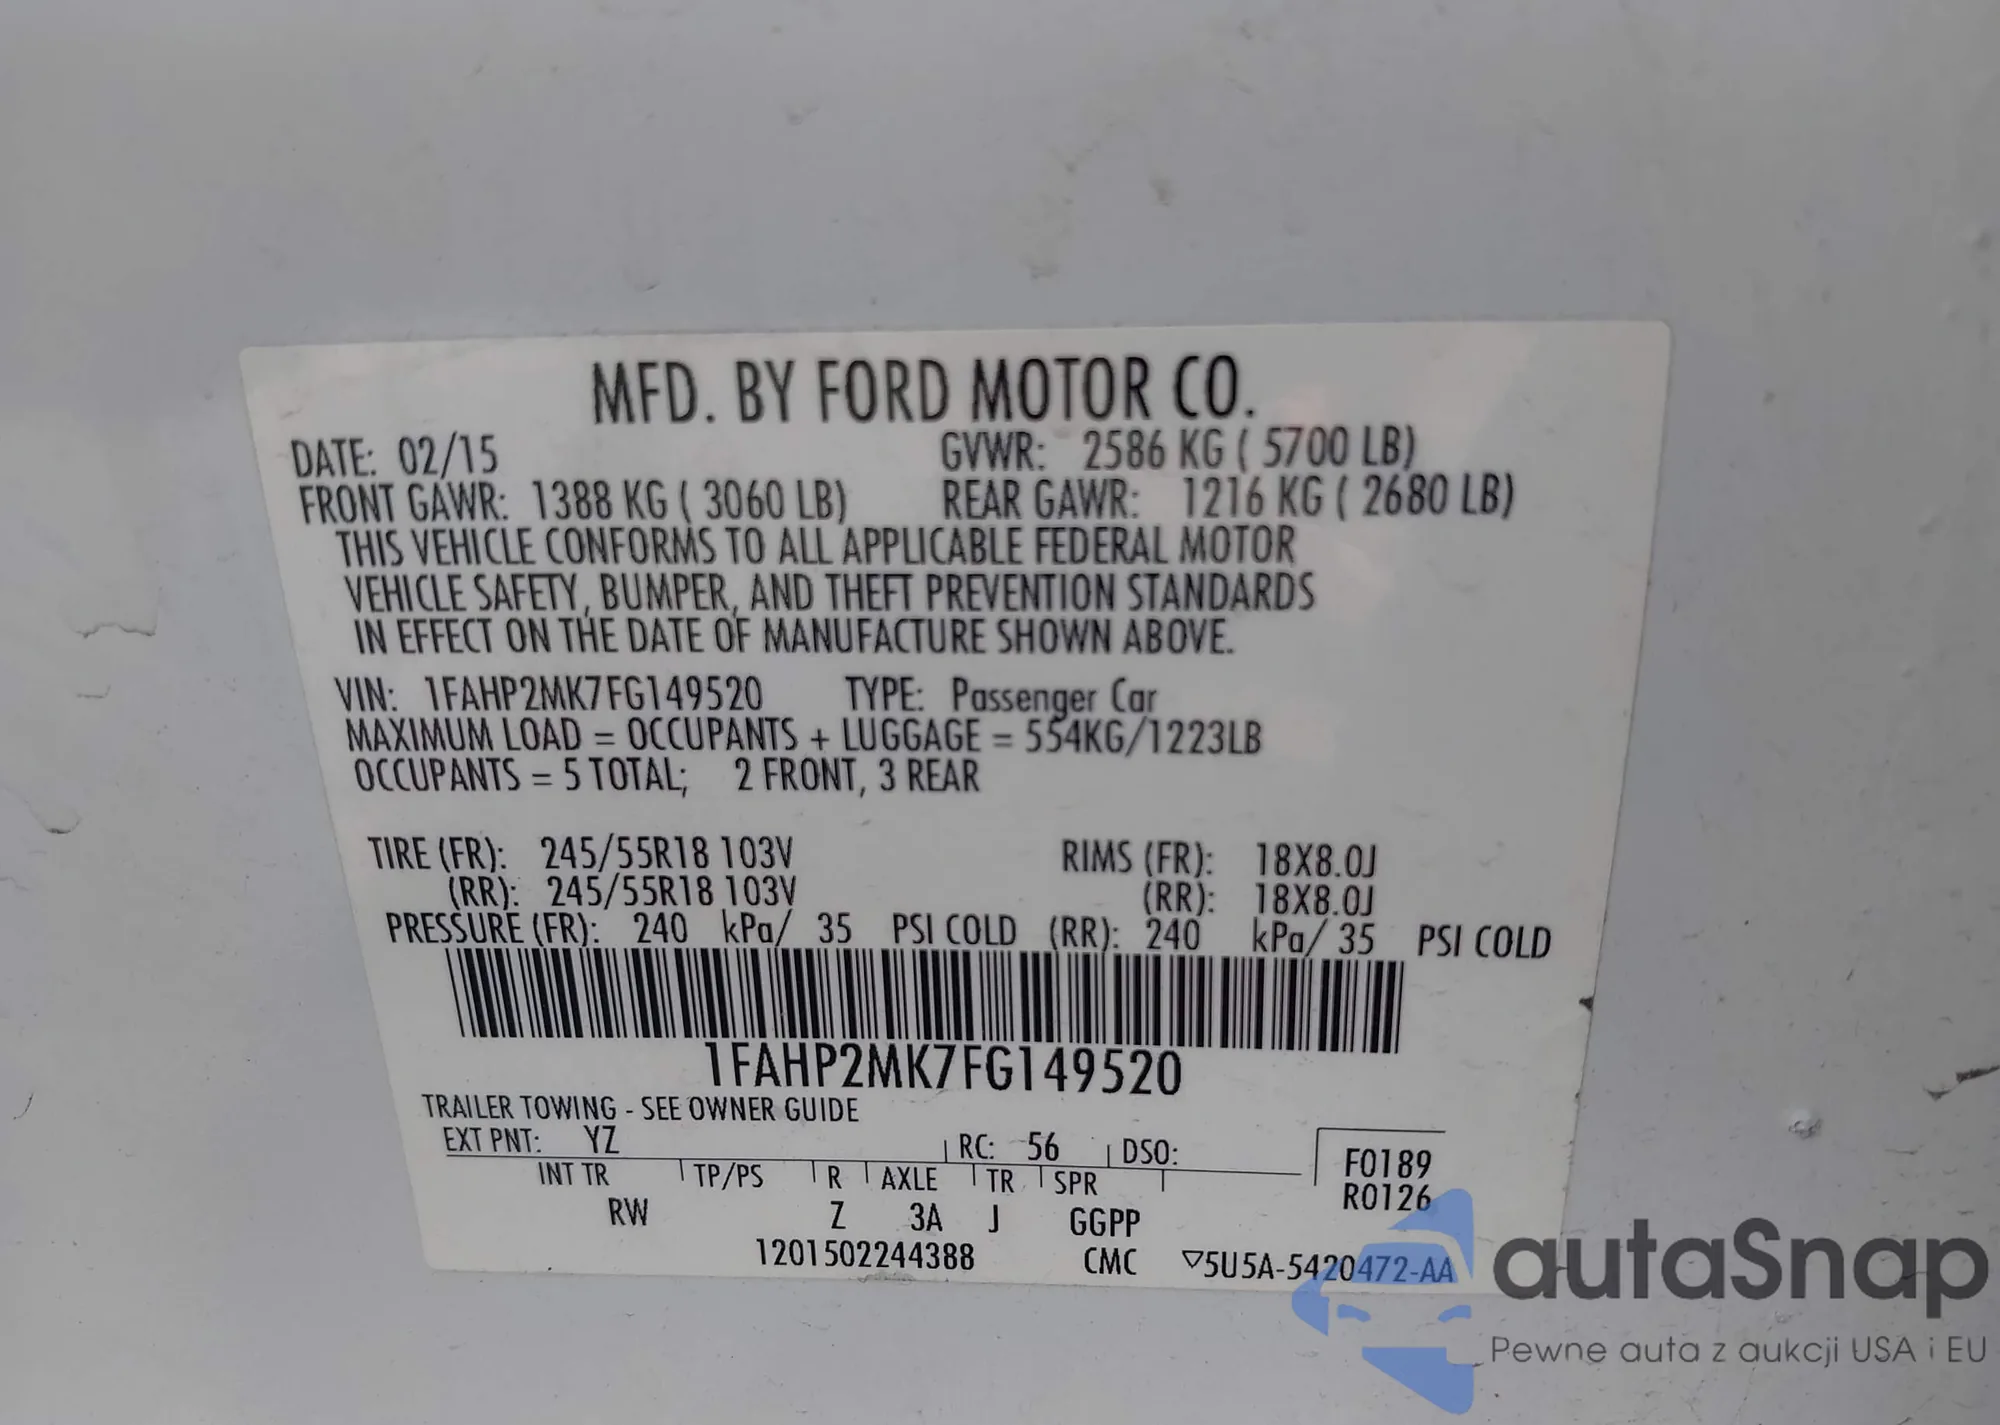 MFD. BY FORD MOTOR CO.
DATE: 02/15 GVWR: 2586 KG ( 5700 LB)
FRONT GAWR: 1388 KG ( 3060 LB) REAR GAWR: 1216 KG ( 2680 LB)
THIS VEHICLE CONFORMS TO ALL APPLICABLE FEDERAL MOTOR
VEHICLE SAFETY, BUMPER, AND THEFT PREVENTION STANDARDS
IN EFFECT ON THE DATE OF MANUFACTURE SHOWN ABOVE.
VIN: 1FAHP2MK7FG149520 TYPE: Passenger Car
MAXIMUM LOAD = OCCUPANTS + LUGGAGE = 554KG/1223LB
OCCUPANTS = 5 TOTAL; 2 FRONT, 3 REAR
TIRE (FR): 245/55R18 103V RIMS (FR): 18X8.0J
(RR): 245/55R18 103V (RR): 18X8.0J
PRESSURE (FR): 240 kPa/ 35 PSI COLD (RR): 240 kPa/ 35 PSI COLD
1FAHP2MK7FG149520
TRAILER TOWING - SEE OWNER GUIDE
EXT PNT: YZ RC: 56 DSO:
F0189
INT TR TP/PS R AXLE TR SPR
R0126
RW Z 3A J GGPP
1201502244388 CMC ▽5U5A-5420472-AA
autaSnap
Pewne auta z aukcji USA i EU